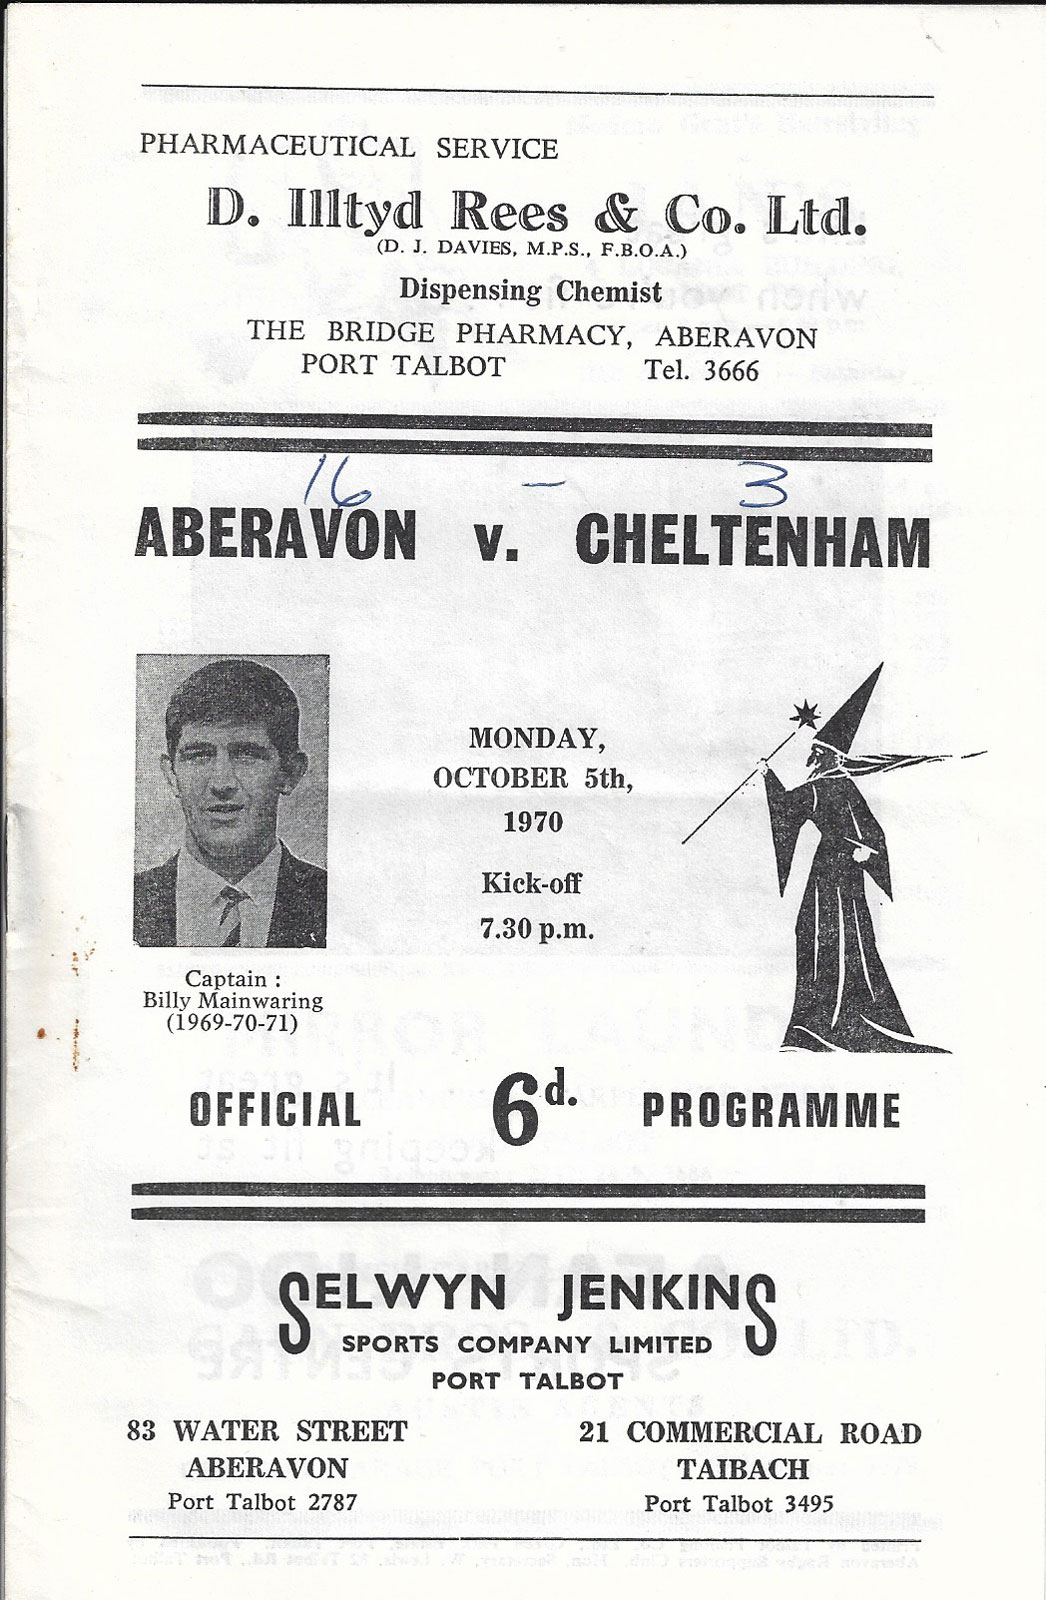 PHARMACEUTICAL SERVICE
D. Illtyd Rees & Co. Ltd.
(D. J. DAVIES, M.P.S., F.B.O.A.)
Dispensing Chemist
THE BRIDGE PHARMACY, ABERAVON
PORT TALBOT Tel. 3666
16 - 3
ABERAVON v. CHELTENHAM
MONDAY,
OCTOBER 5th,
1970
Kick-off
7.30 p.m.
Captain :
Billy Mainwaring
(1969-70-71)
OFFICIAL 6d. PROGRAMME
SELWYN JENKINS
SPORTS COMPANY LIMITED
PORT TALBOT
83 WATER STREET
ABERAVON
Port Talbot 2787
21 COMMERCIAL ROAD
TAIBACH
Port Talbot 3495